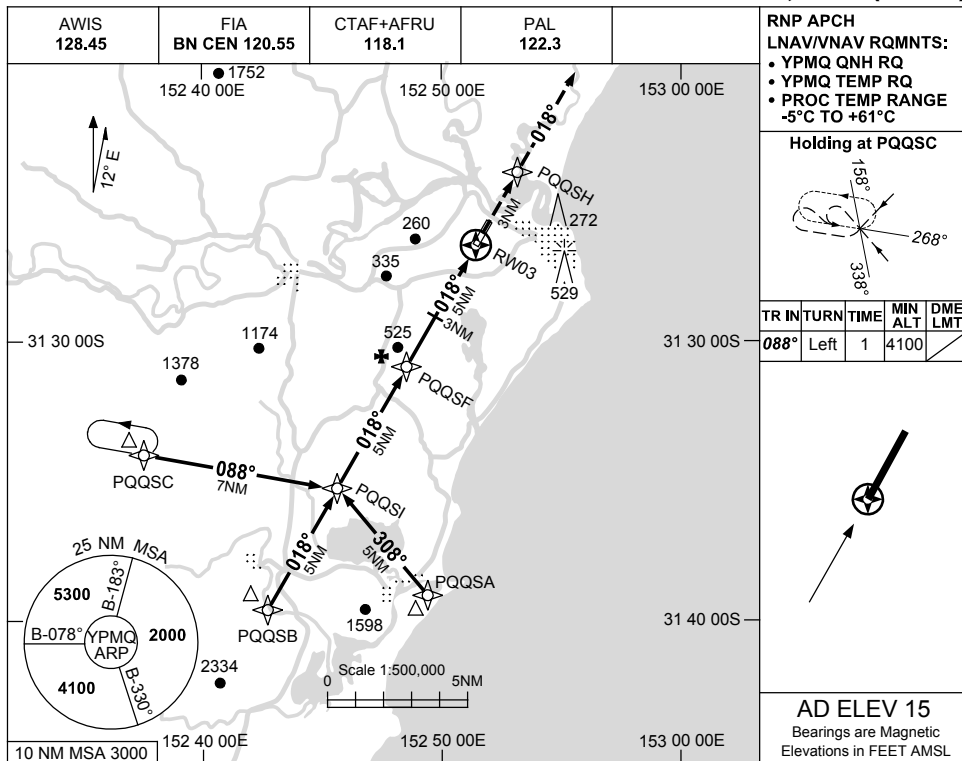 AWIS
128.45
FIA
BN CEN 120.55
CTAF+AFRU
118.1
PAL
122.3
RNP APCH
LNAV/VNAV RQMNTS:
• YPMQ QNH RQ
• YPMQ TEMP RQ
• PROC TEMP RANGE
-5°C TO +61°C
Holding at PQQSC
158°
268°
338°
TR IN TURN TIME MIN ALT DME LMT
088° Left 1 4100
AD ELEV 15
Bearings are Magnetic
Elevations in FEET AMSL
1752
152 40 00E
152 50 00E
153 00 00E
12° E
018°
PQQSH
3NM
272
260
RW03
335
529
018°
5NM
3NM
31 30 00S
31 30 00S
1174
525
1378
PQQSF
018°
5NM
088°
7NM
PQQSC
PQQSI
018°
5NM
308°
5NM
PQQSA
PQQSB
1598
31 40 00S
25 NM MSA
5300
B-183°
B-078°
YPMQ
ARP
2000
4100
B-330°
2334
Scale 1:500,000
0
5NM
10 NM MSA 3000
152 40 00E
152 50 00E
153 00 00E